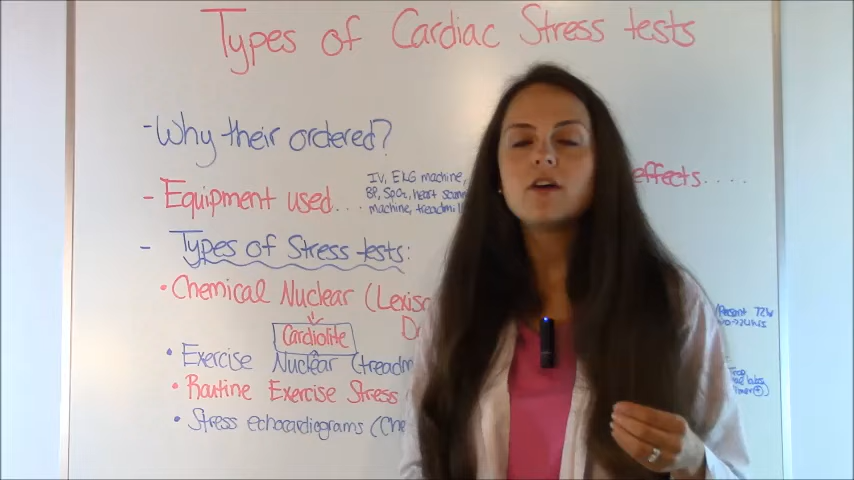 Types of Cardiac Stress tests
- Why their ordered?
- Equipment used ... IV, EKG machine,
BP, SpO2, heart scann
machine, treadmill
effects.....
- Types of Stress tests:
• Chemical Nuclear (Lexisc
Cardiolite
• Exercise Nuclear (treadm
• Routine Exercise Stress
• Stress echocardiograms (Che